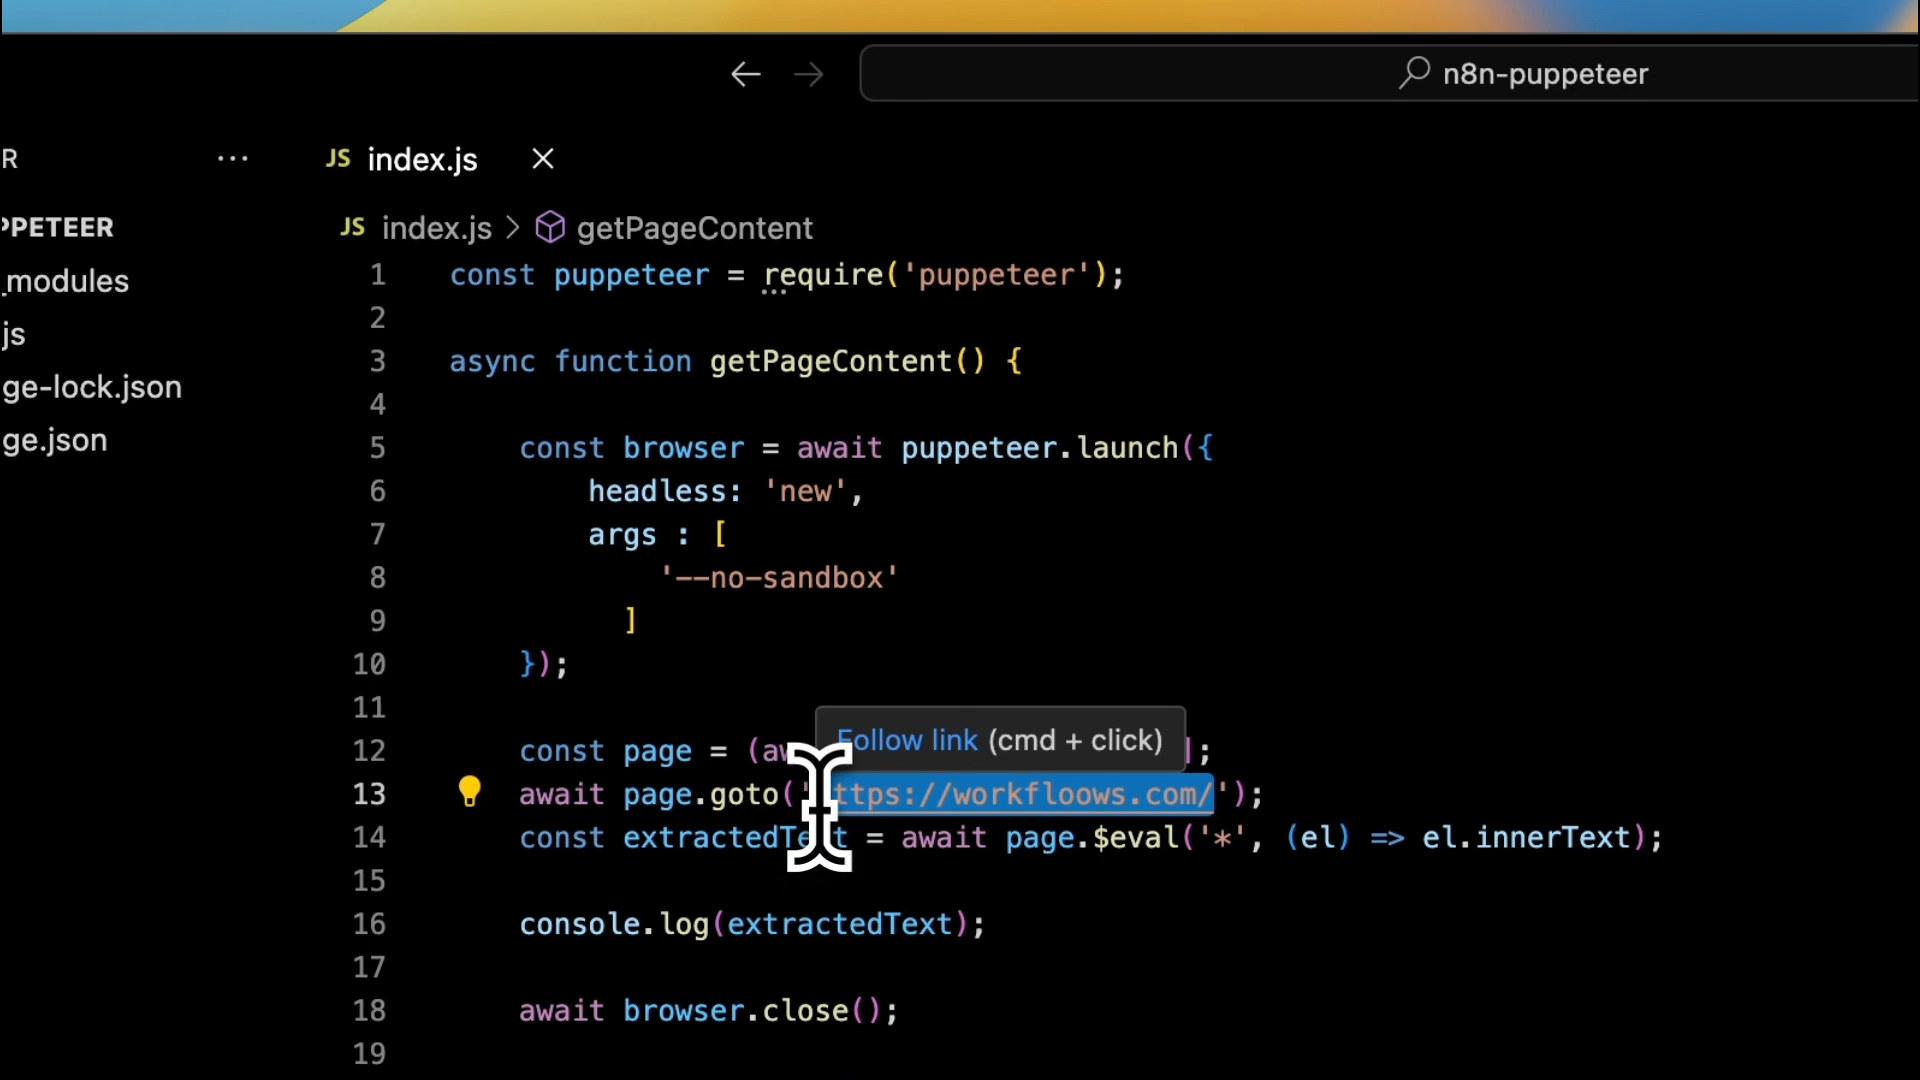 n8n-puppeteer
R ... JS index.js
PPETEER
JS index.js > getPageContent
_modules
js
ge-lock.json
ge.json
1 const puppeteer = require('puppeteer');
2
3 async function getPageContent() {
4
5 const browser = await puppeteer.launch({
6 headless: 'new',
7 args : [
8 '--no-sandbox'
9 ]
10 });
11
Follow link (cmd + click)
12 const page = (aw ];
13 await page.goto('https://workfloows.com/');
14 const extractedText = await page.$eval('*', (el) => el.innerText);
15
16 console.log(extractedText);
17
18 await browser.close();
19